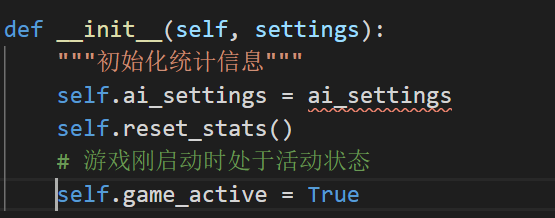 def __init__(self, settings):
    """初始化统计信息"""
    self.ai_settings = ai_settings
    self.reset_stats()
    # 游戏刚启动时处于活动状态
    self.game_active = True